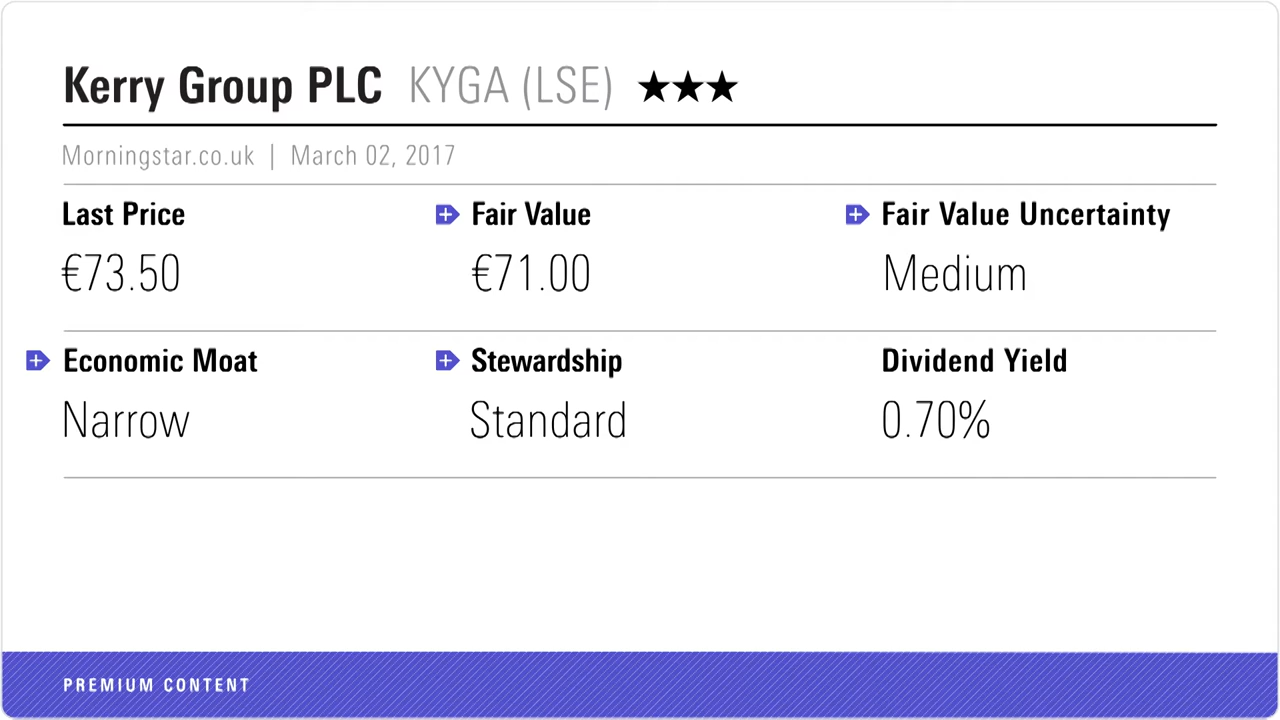 Kerry Group PLC KYGA (LSE) ★★★
Morningstar.co.uk | March 02, 2017
Last Price Fair Value Fair Value Uncertainty
€73.50 €71.00 Medium
Economic Moat Stewardship Dividend Yield
Narrow Standard 0.70%
PREMIUM CONTENT